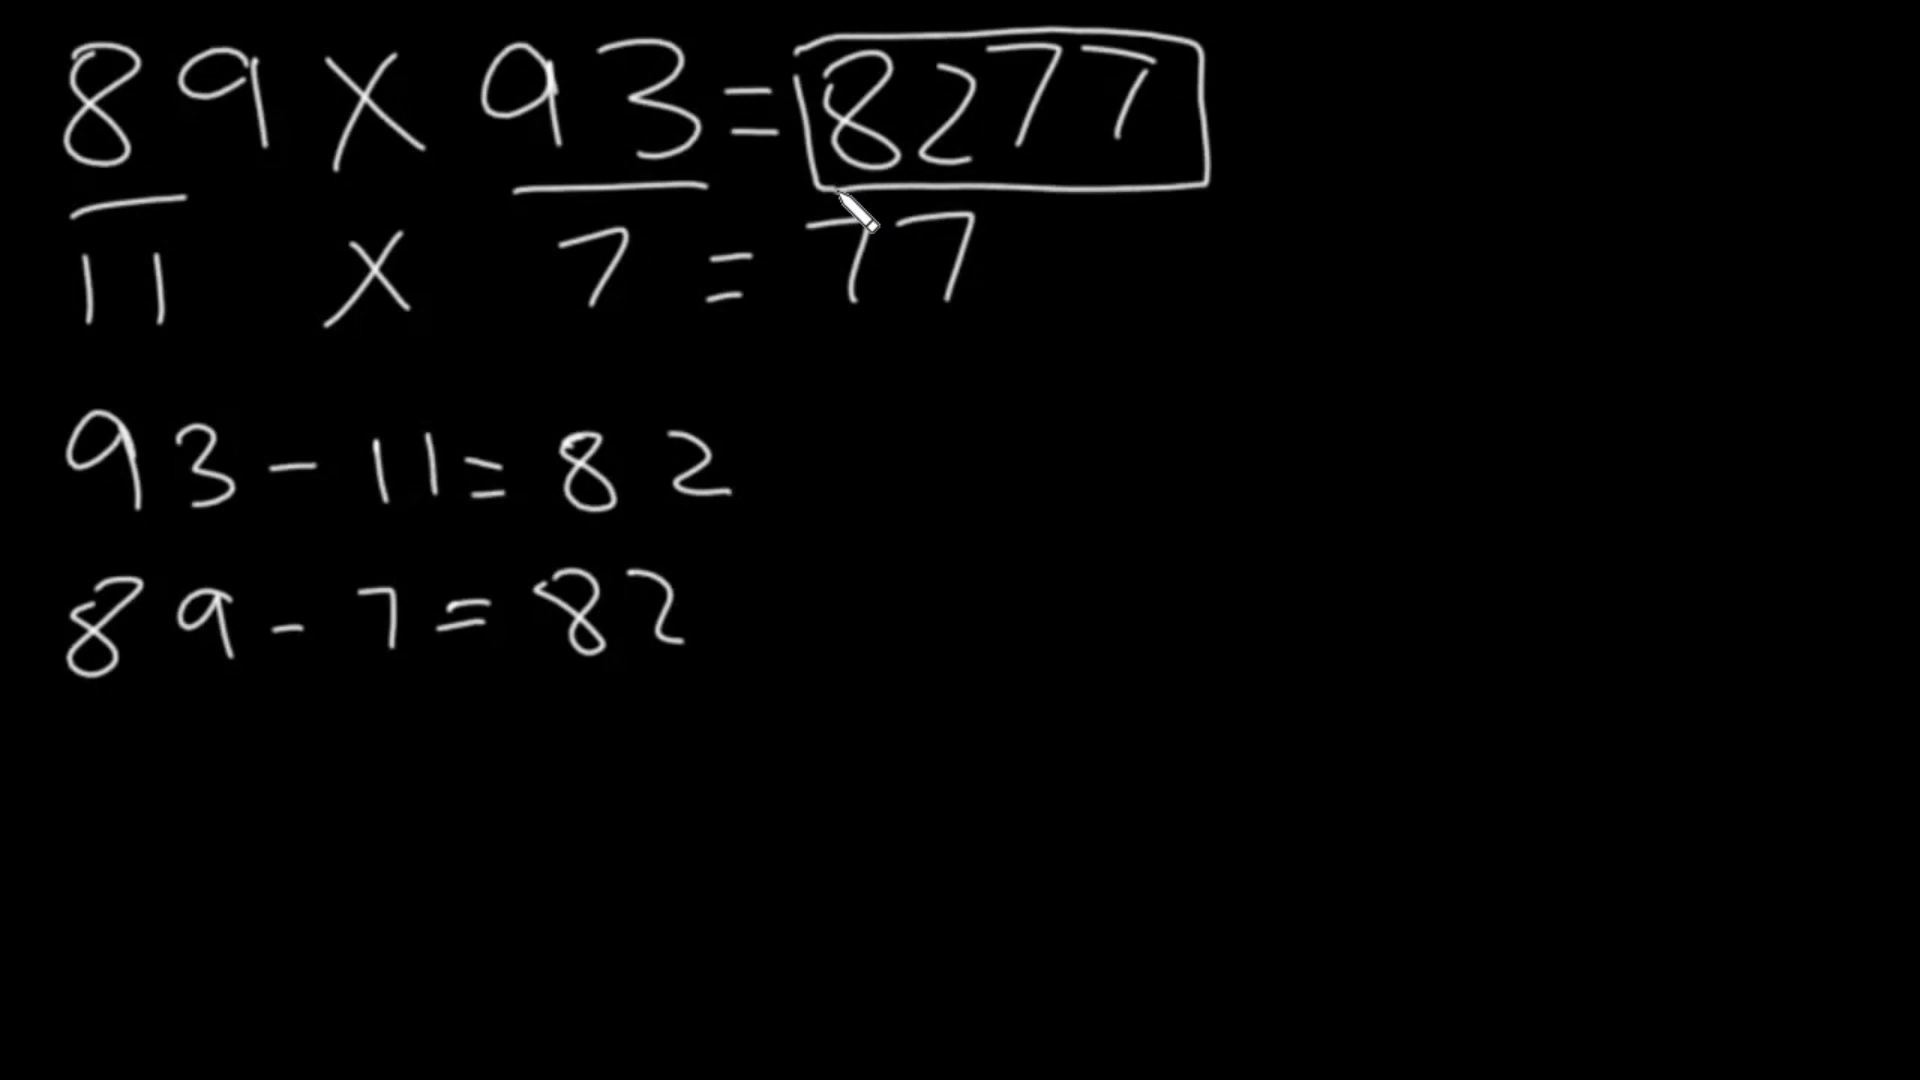 89 X 93 = 8277
11 X 7 = 77
93 - 11 = 82
89 - 7 = 82